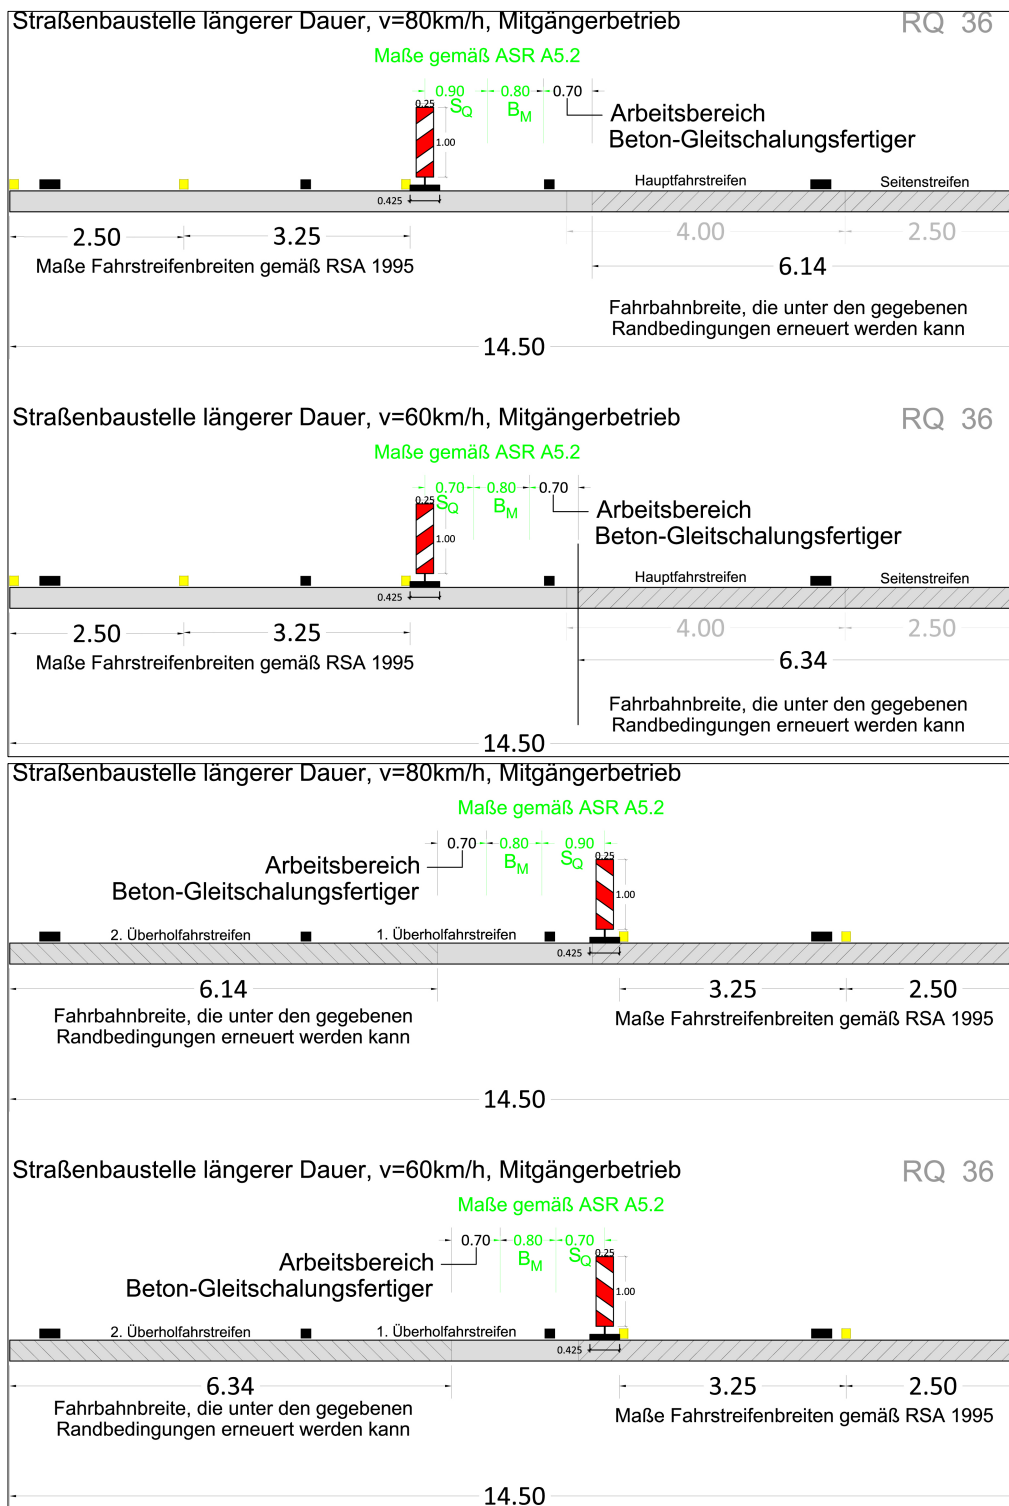 Straßenbaustelle längerer Dauer, v=80km/h, Mitgängerbetrieb RQ 36
Maße gemäß ASR A5.2
0.90 0.80 0.70
0.25 SQ BM
Arbeitsbereich
Beton-Gleitschalungsfertiger
1.00
Hauptfahrstreifen Seitenstreifen
0.425
2.50 3.25 4.00 2.50
Maße Fahrstreifenbreiten gemäß RSA 1995
6.14
Fahrbahnbreite, die unter den gegebenen
Randbedingungen erneuert werden kann
14.50
Straßenbaustelle längerer Dauer, v=60km/h, Mitgängerbetrieb RQ 36
Maße gemäß ASR A5.2
0.70 0.80 0.70
0.25 SQ BM
Arbeitsbereich
Beton-Gleitschalungsfertiger
1.00
Hauptfahrstreifen Seitenstreifen
0.425
2.50 3.25 4.00 2.50
Maße Fahrstreifenbreiten gemäß RSA 1995
6.34
Fahrbahnbreite, die unter den gegebenen
Randbedingungen erneuert werden kann
14.50
Straßenbaustelle längerer Dauer, v=80km/h, Mitgängerbetrieb
Maße gemäß ASR A5.2
0.70 0.80 0.90
BM SQ 0.25
Arbeitsbereich
Beton-Gleitschalungsfertiger
1.00
2. Überholfahrstreifen 1. Überholfahrstreifen
0.425
6.14 3.25 2.50
Fahrbahnbreite, die unter den gegebenen
Randbedingungen erneuert werden kann
Maße Fahrstreifenbreiten gemäß RSA 1995
14.50
Straßenbaustelle längerer Dauer, v=60km/h, Mitgängerbetrieb RQ 36
Maße gemäß ASR A5.2
0.70 0.80 0.70
BM SQ 0.25
Arbeitsbereich
Beton-Gleitschalungsfertiger
1.00
2. Überholfahrstreifen 1. Überholfahrstreifen
0.425
6.34 3.25 2.50
Fahrbahnbreite, die unter den gegebenen
Randbedingungen erneuert werden kann
Maße Fahrstreifenbreiten gemäß RSA 1995
14.50